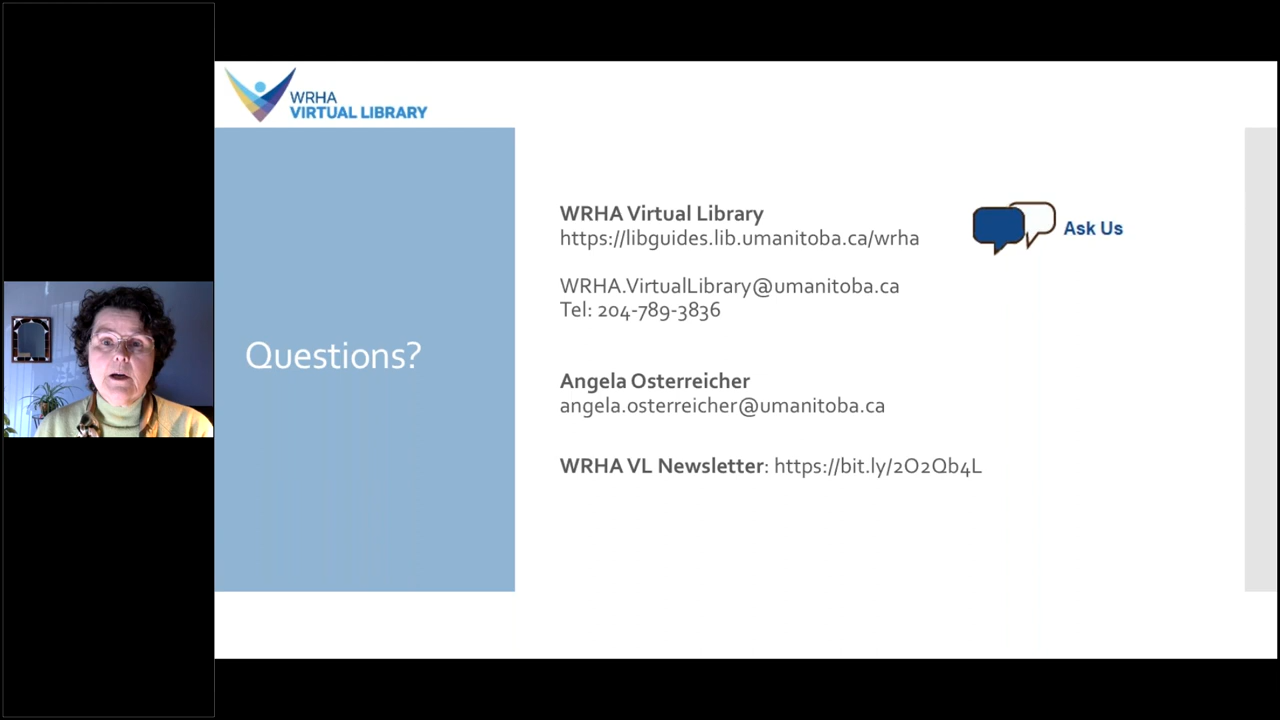 WRHA
VIRTUAL LIBRARY
Questions?
WRHA Virtual Library
https://libguides.lib.umanitoba.ca/wrha
WRHA.VirtualLibrary@umanitoba.ca
Tel: 204-789-3836
Ask Us
Angela Osterreicher
angela.osterreicher@umanitoba.ca
WRHA VL Newsletter: https://bit.ly/2O2Qb4L